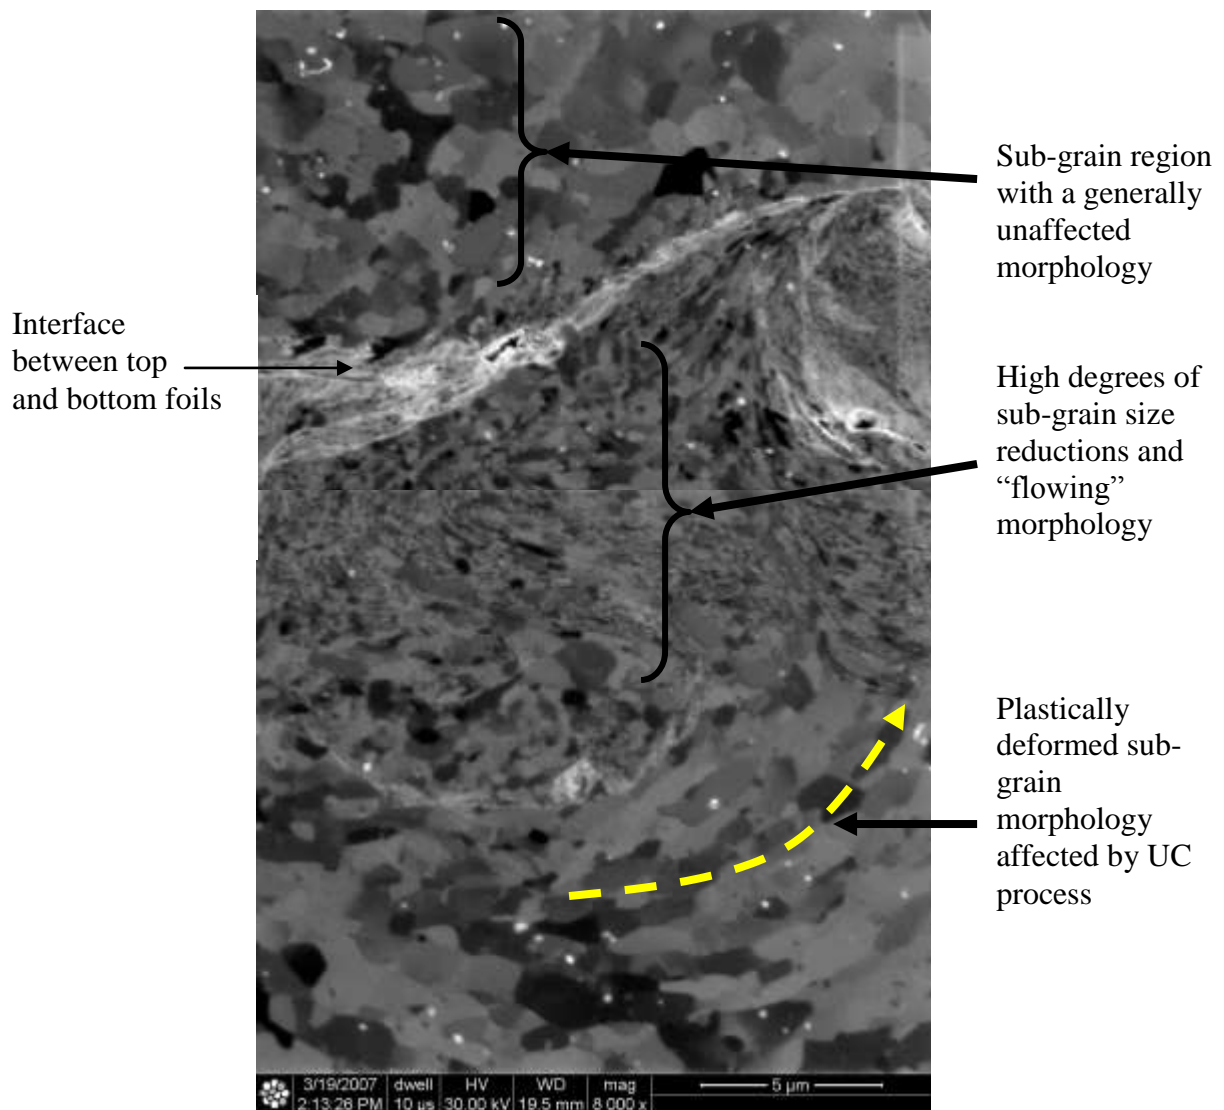 Sub-grain region
with a generally
unaffected
morphology
Interface
between top
and bottom foils
High degrees of
sub-grain size
reductions and
“flowing”
morphology
Plastically
deformed sub-
grain
morphology
affected by UC
process
3/19/2007 dwell HV WD mag 5 µm
2:13:26 PM 10 µs 30.00 kV 19.5 mm 8 000 x